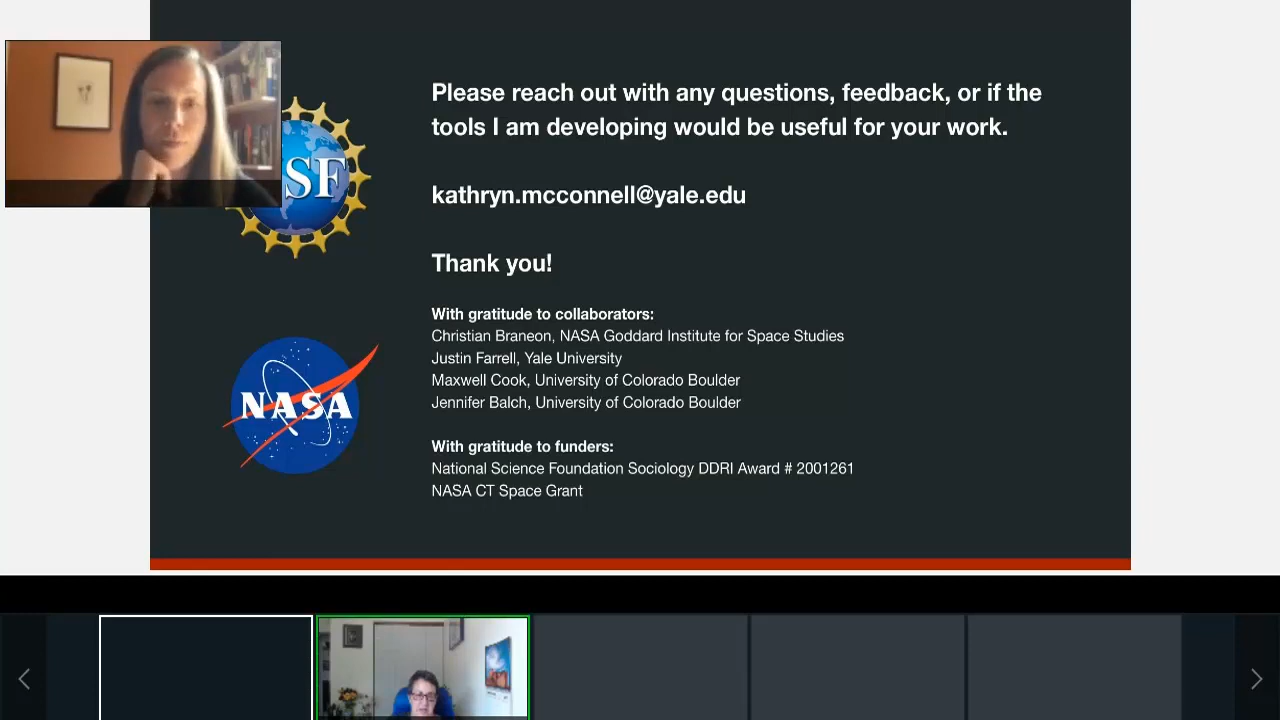 Please reach out with any questions, feedback, or if the
tools I am developing would be useful for your work.
kathryn.mcconnell@yale.edu
Thank you!
With gratitude to collaborators:
Christian Braneon, NASA Goddard Institute for Space Studies
Justin Farrell, Yale University
Maxwell Cook, University of Colorado Boulder
Jennifer Balch, University of Colorado Boulder
With gratitude to funders:
National Science Foundation Sociology DDRI Award # 2001261
NASA CT Space Grant
SF
NASA